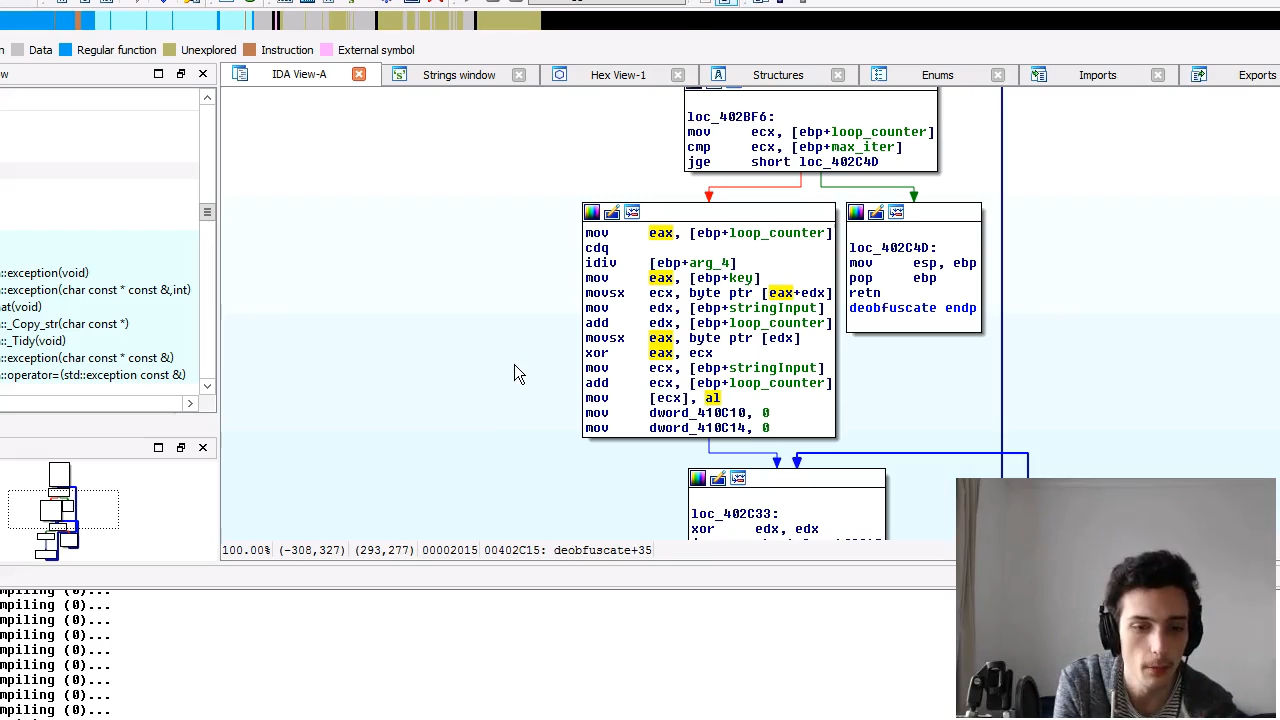 n Data Regular function Unexplored Instruction External symbol
w
IDA View-A Strings window Hex View-1 Structures Enums Imports Exports
loc_402BF6:
mov ecx, [ebp+loop_counter]
cmp ecx, [ebp+max_iter]
jge short loc_402C4D
mov eax, [ebp+loop_counter]
cdq
idiv [ebp+arg_4]
mov eax, [ebp+key]
movsx ecx, byte ptr [eax+edx]
mov edx, [ebp+stringInput]
add edx, [ebp+loop_counter]
movsx eax, byte ptr [edx]
xor eax, ecx
mov ecx, [ebp+stringInput]
add ecx, [ebp+loop_counter]
mov [ecx], al
mov dword_410C10, 0
mov dword_410C14, 0
loc_402C4D:
mov esp, ebp
pop ebp
retn
deobfuscate endp
loc_402C33:
xor edx, edx
::exception(void)
::exception(char const * const &,int)
hat(void)
::_Copy_str(char const *)
::_Tidy(void)
::exception(char const * const &)
::operator=(std::exception const &)
100.00% (-308,327) (293,277) 00002015 00402C15: deobfuscate+35
mpiling (0)...
mpiling (0)...
mpiling (0)...
mpiling (0)...
mpiling (0)...
mpiling (0)...
mpiling (0)...
mpiling (0)...
mpiling (0)...